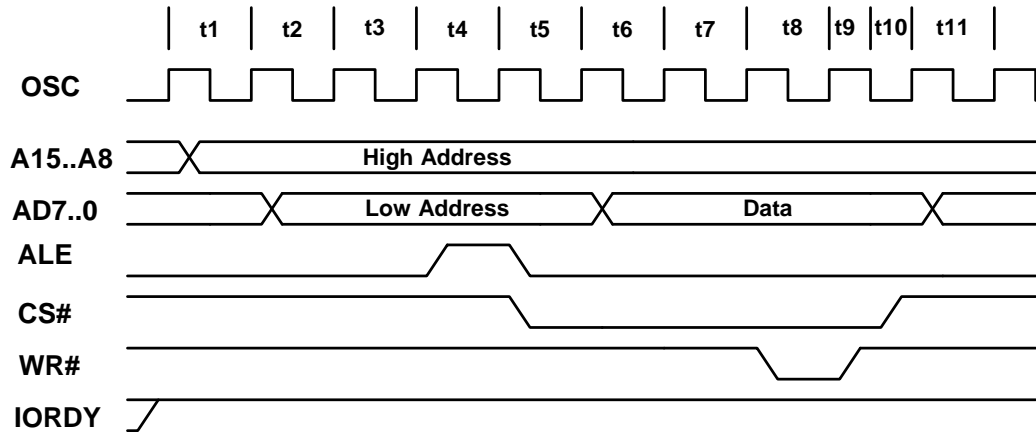 t1 t2 t3 t4 t5 t6 t7 t8 t9 t10 t11
OSC
A15..A8 High Address
AD7..0 Low Address Data
ALE
CS#
WR#
IORDY